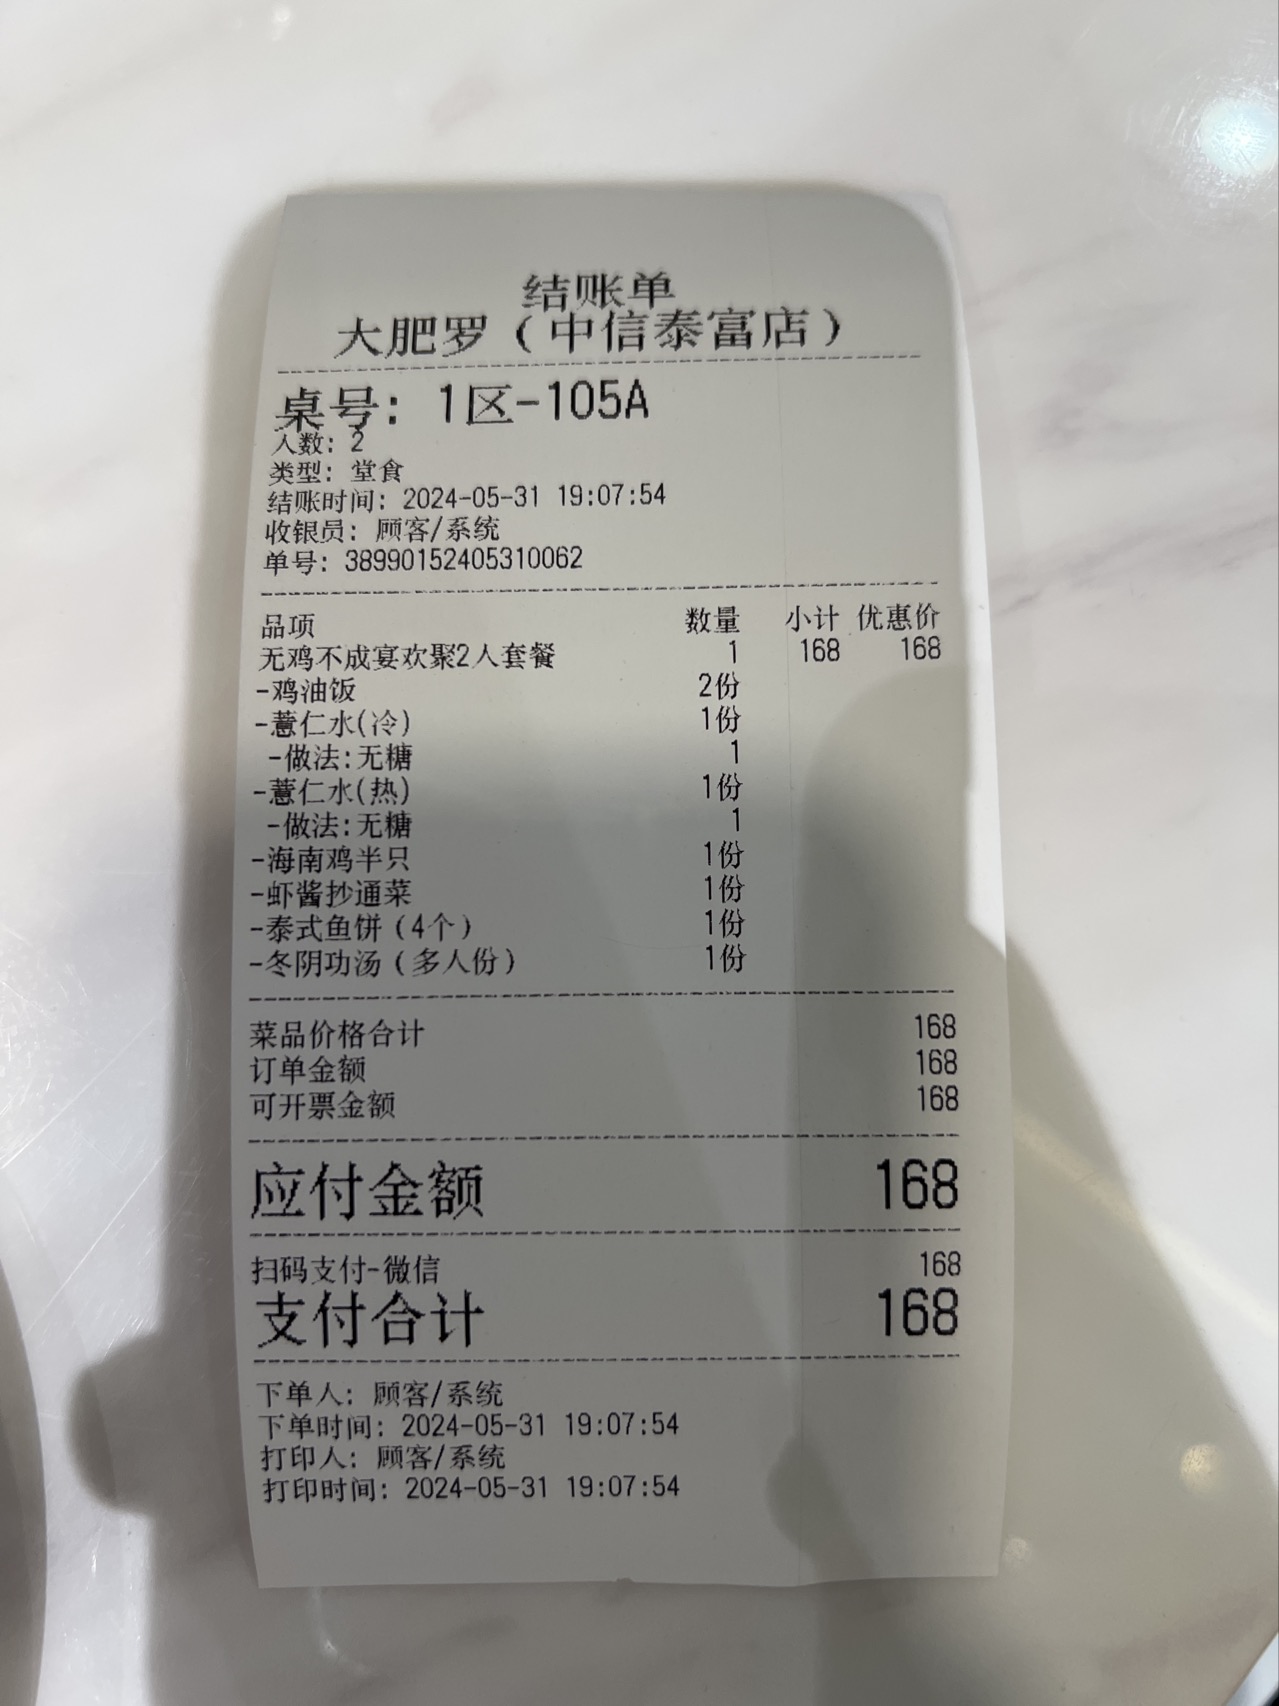 结账单
大肥罗（中信泰富店）
桌号：1区-105A
人数：2
类型：堂食
结账时间：2024-05-31 19:07:54
收银员：顾客/系统
单号：38990152405310062
品项 数量 小计 优惠价
无鸡不成宴欢聚2人套餐 1 168 168
-鸡油饭 2份
-薏仁水(冷) 1份
-做法:无糖 1
-薏仁水(热) 1份
-做法:无糖 1
-海南鸡半只 1份
-虾酱抄通菜 1份
-泰式鱼饼（4个） 1份
-冬阴功汤（多人份） 1份
菜品价格合计 168
订单金额 168
可开票金额 168
应付金额 168
扫码支付-微信 168
支付合计 168
下单人：顾客/系统
下单时间：2024-05-31 19:07:54
打印人：顾客/系统
打印时间：2024-05-31 19:07:54